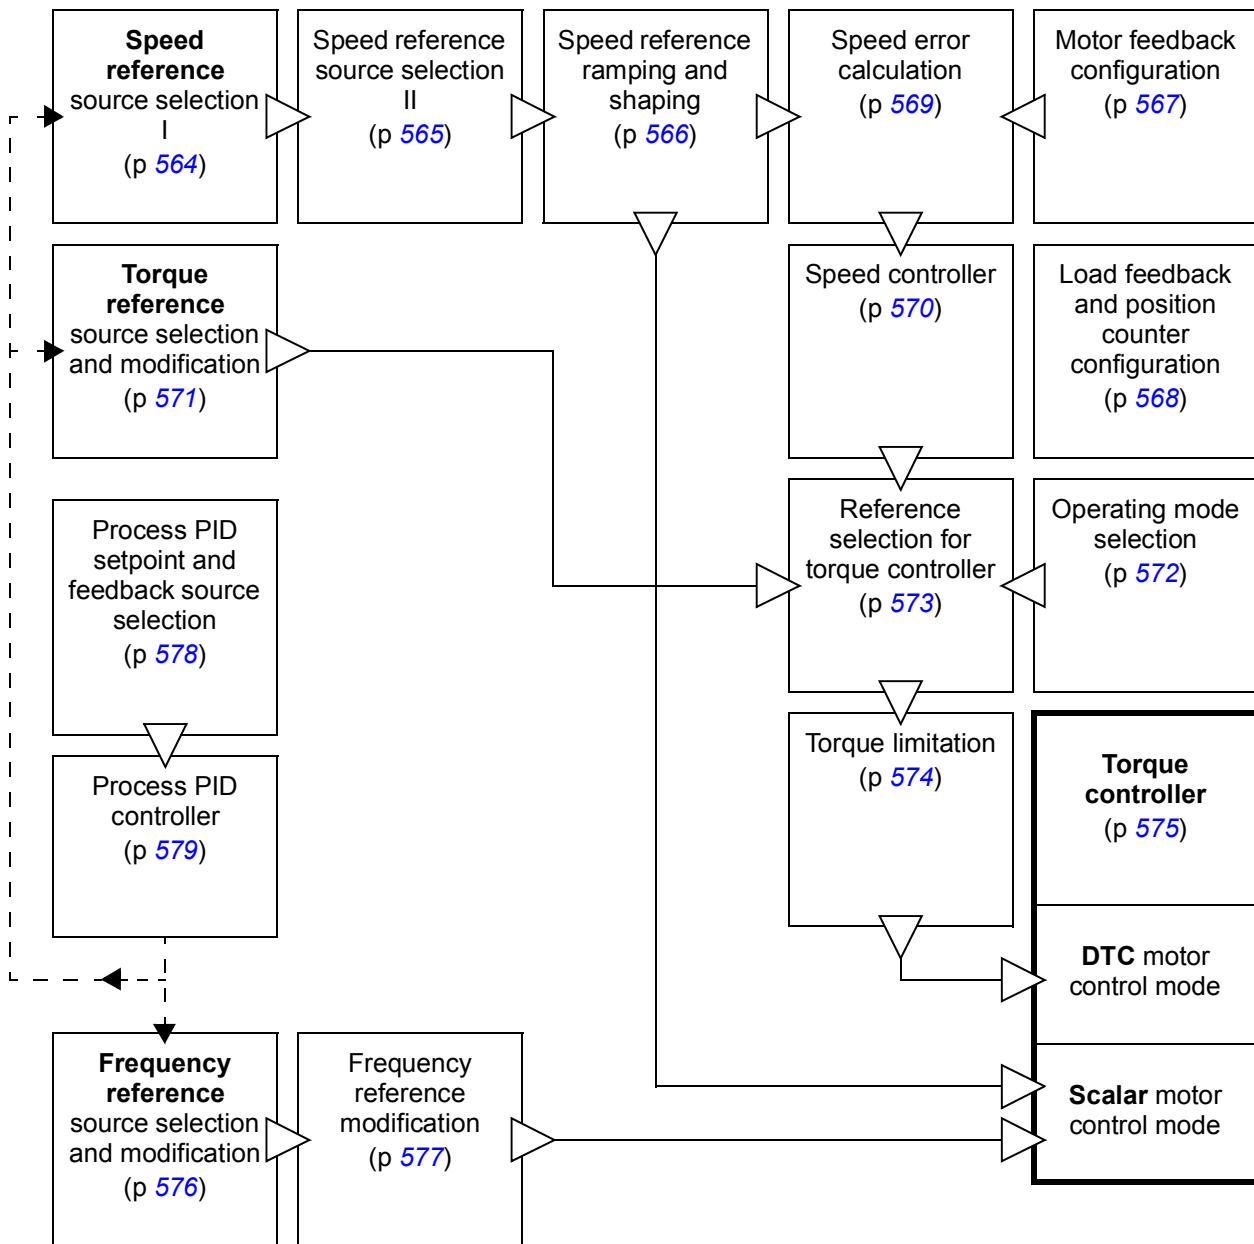 Speed
reference
source selection
I
(p 564)
Speed reference
source selection
II
(p 565)
Speed reference
ramping and
shaping
(p 566)
Speed error
calculation
(p 569)
Motor feedback
configuration
(p 567)
Torque
reference
source selection
and modification
(p 571)
Speed controller
(p 570)
Load feedback
and position
counter
configuration
(p 568)
Process PID
setpoint and
feedback source
selection
(p 578)
Reference
selection for
torque controller
(p 573)
Operating mode
selection
(p 572)
Process PID
controller
(p 579)
Torque limitation
(p 574)
Torque
controller
(p 575)
DTC motor
control mode
Scalar motor
control mode
Frequency
reference
source selection
and modification
(p 576)
Frequency
reference
modification
(p 577)